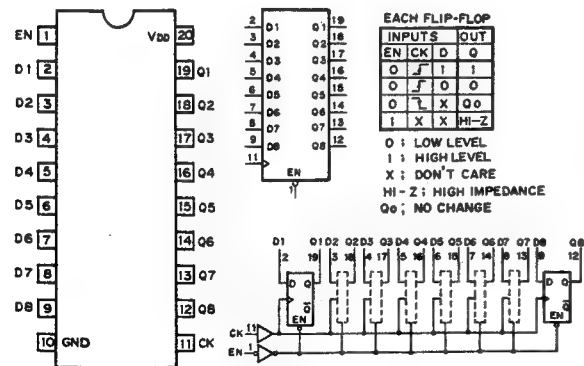 EN 1
VDD 20
D1 2
19 Q1
D2 3
18 Q2
D3 4
17 Q3
D4 5
16 Q4
D5 6
15 Q5
D6 7
14 Q6
D7 8
13 Q7
D8 9
12 Q8
10 GND
11 CK
2 D1 Q1 19
3 D2 Q2 18
4 D3 Q3 17
5 D4 Q4 16
6 D5 Q5 15
7 D6 Q6 14
8 D7 Q7 13
9 D8 Q8 12
11
EN
1
EACH FLIP-FLOP
INPUTS OUT
EN CK D Q
0 1 1
0 0 0
0 X Qo
1 X X HI-Z
0 ; LOW LEVEL
1 ; HIGH LEVEL
X ; DON'T CARE
HI-Z ; HIGH IMPEDANCE
Qo ; NO CHANGE
D1 Q1 D2 Q2 D3 Q3 D4 Q4 D5 Q5 D6 Q6 D7 Q7 D8 Q8
2 19 3 18 4 17 5 16 6 15 7 14 8 13 9 12
D Q
Q
EN
D Q
Q
EN
CK 11
EN 1